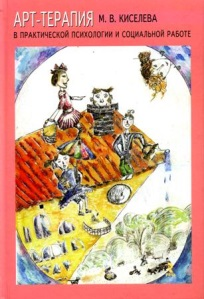 АРТ-ТЕРАПИЯ М. В. КИСЕЛЕВА
В ПРАКТИЧЕСКОЙ ПСИХОЛОГИИ И СОЦИАЛЬНОЙ РАБОТЕ